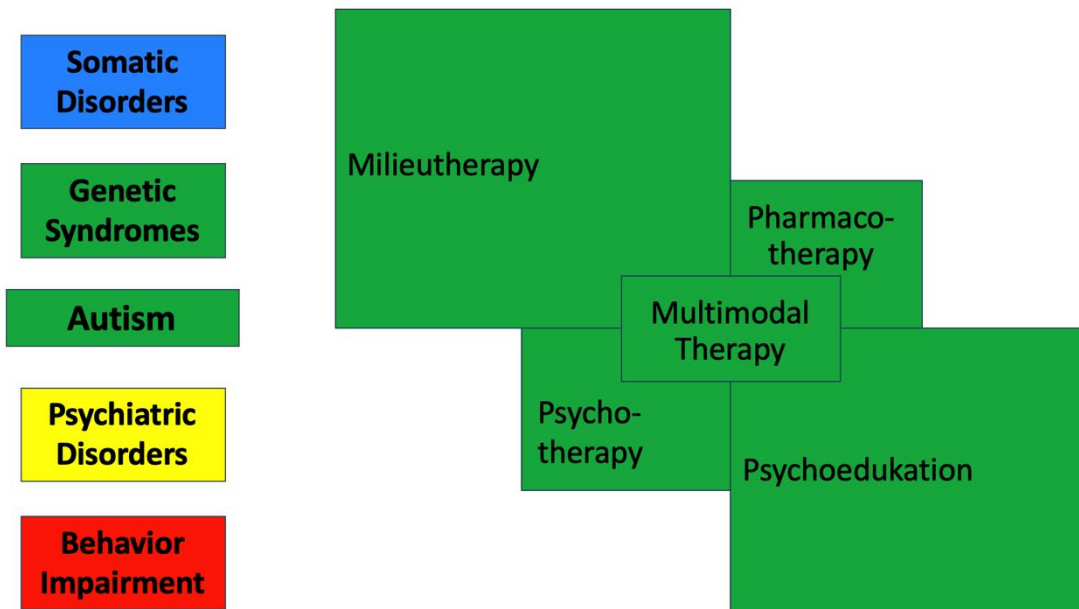 Somatic
Disorders
Genetic
Syndromes
Autism
Psychiatric
Disorders
Behavior
Impairment
Milieutherapy
Pharmaco-
therapy
Multimodal
Therapy
Psycho-
therapy
Psychoedukation